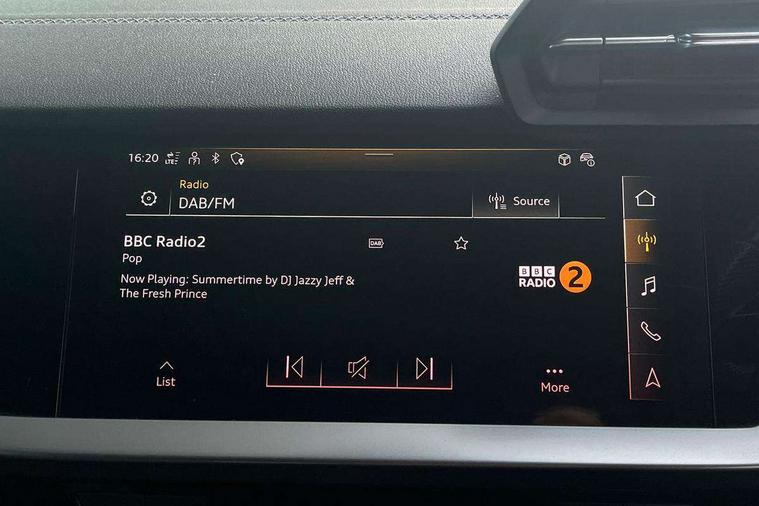 16:20 LTE
Radio
DAB/FM
Source
BBC Radio2
DAB
Pop
Now Playing: Summertime by DJ Jazzy Jeff &
The Fresh Prince
BBC
RADIO 2
List
More